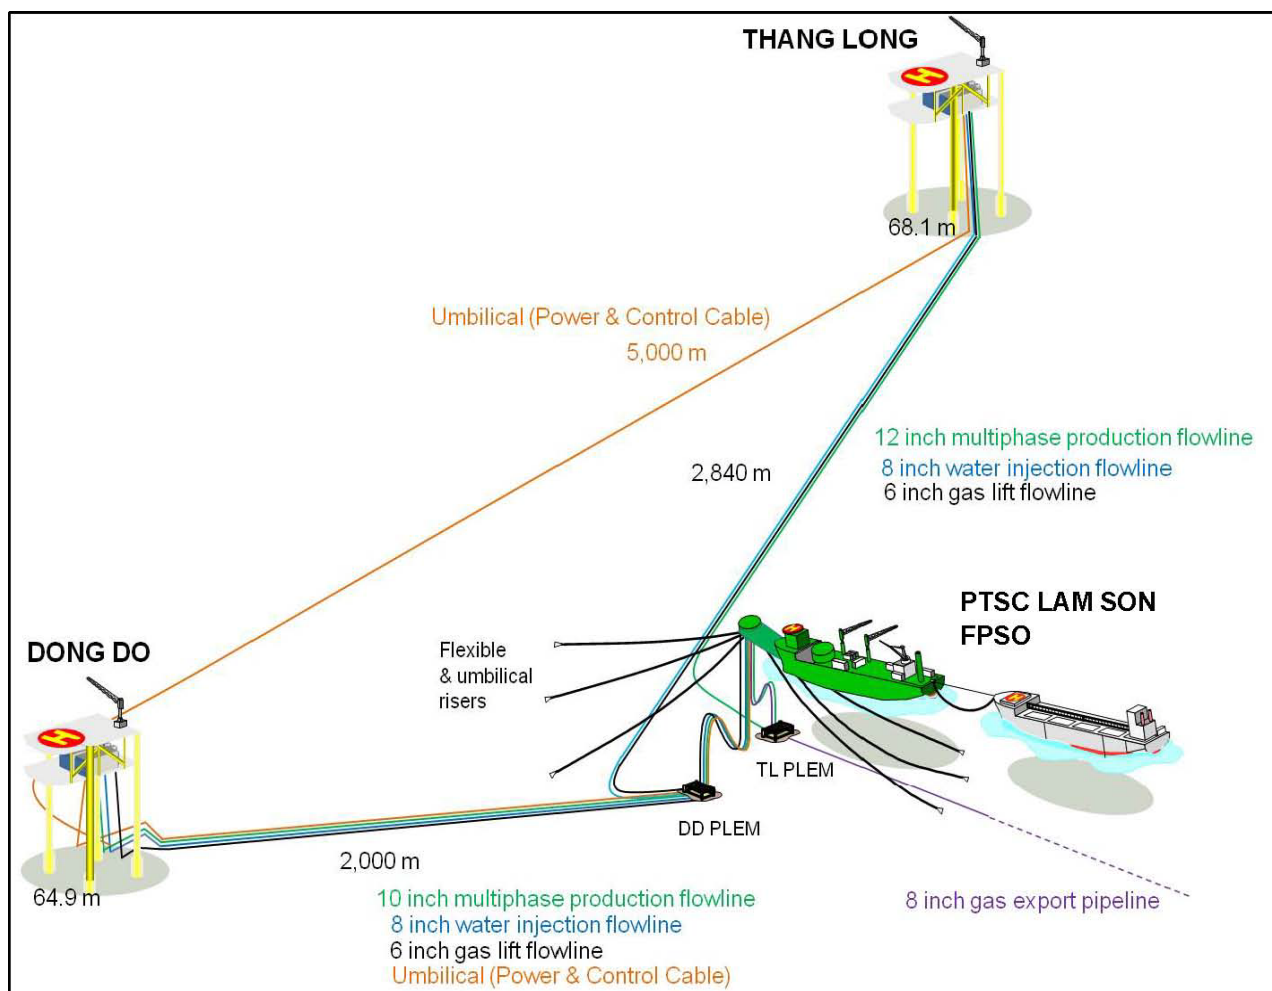 THANG LONG
68.1 m
Umbilical (Power & Control Cable)
5,000 m
12 inch multiphase production flowline
8 inch water injection flowline
6 inch gas lift flowline
2,840 m
PTSC LAM SON
FPSO
DONG DO
Flexible
& umbilical
risers
TL PLEM
DD PLEM
2,000 m
64.9 m
10 inch multiphase production flowline
8 inch water injection flowline
6 inch gas lift flowline
Umbilical (Power & Control Cable)
8 inch gas export pipeline
H
H
H
H